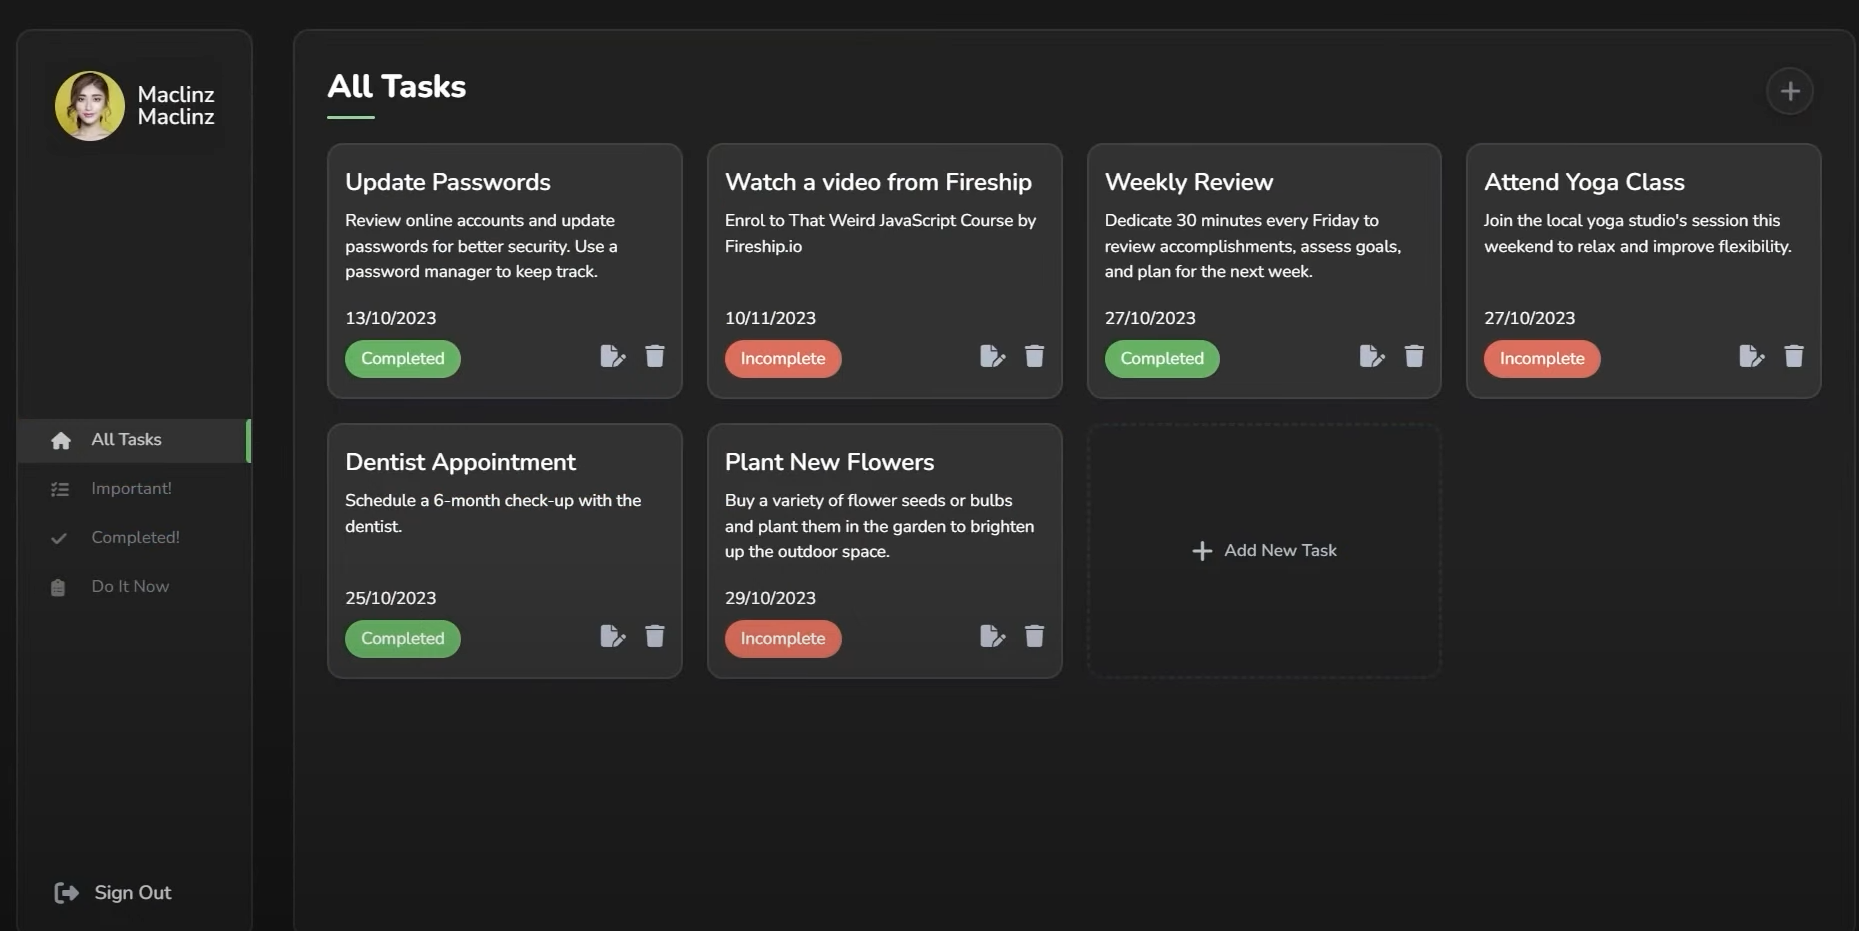 Maclinz
Maclinz
All Tasks
Important!
Completed!
Do It Now
Sign Out
All Tasks
Update Passwords
Review online accounts and update
passwords for better security. Use a
password manager to keep track.
13/10/2023
Completed
Watch a video from Fireship
Enrol to That Weird JavaScript Course by
Fireship.io
10/11/2023
Incomplete
Weekly Review
Dedicate 30 minutes every Friday to
review accomplishments, assess goals,
and plan for the next week.
27/10/2023
Completed
Attend Yoga Class
Join the local yoga studio's session this
weekend to relax and improve flexibility.
27/10/2023
Incomplete
Dentist Appointment
Schedule a 6-month check-up with the
dentist.
25/10/2023
Completed
Plant New Flowers
Buy a variety of flower seeds or bulbs
and plant them in the garden to brighten
up the outdoor space.
29/10/2023
Incomplete
Add New Task